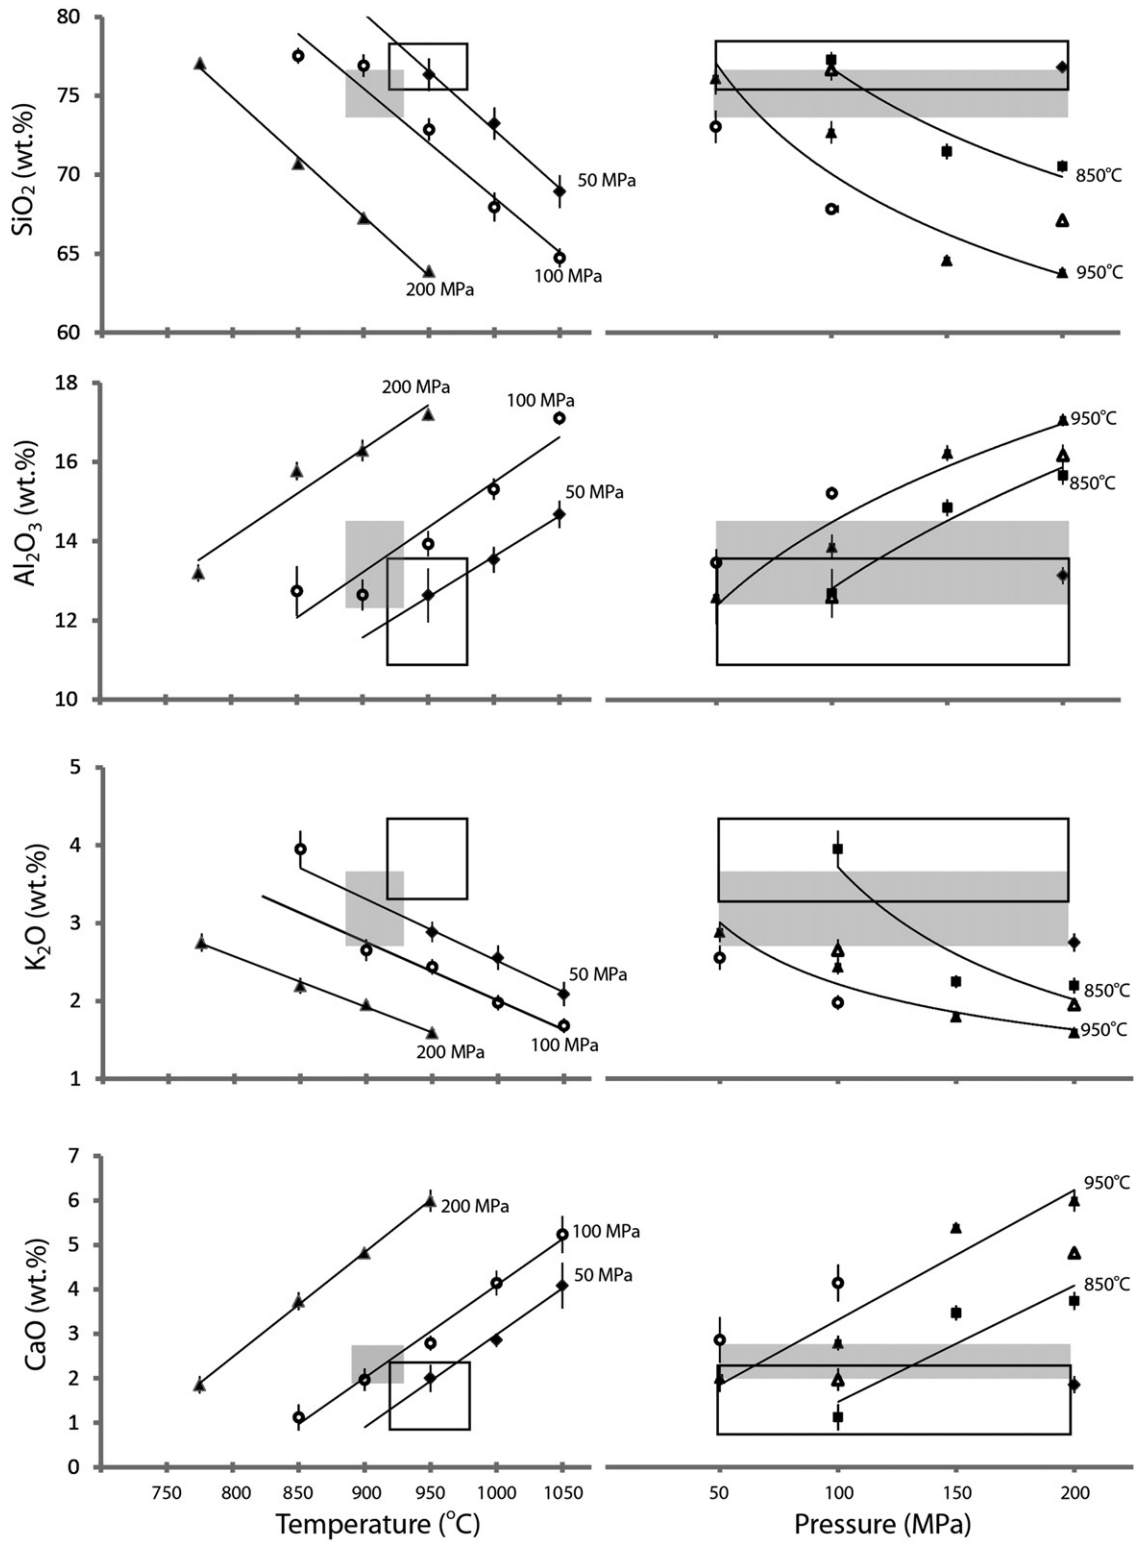 SiO2 (wt.%)
80
75
70
65
60
50 MPa
100 MPa
200 MPa
850°C
950°C
Al2O3 (wt.%)
18
16
14
12
10
200 MPa
100 MPa
50 MPa
950°C
850°C
K2O (wt.%)
5
4
3
2
1
50 MPa
100 MPa
200 MPa
850°C
950°C
CaO (wt.%)
7
6
5
4
3
2
1
0
200 MPa
100 MPa
50 MPa
950°C
850°C
750 800 850 900 950 1000 1050
50 100 150 200
Temperature (°C)
Pressure (MPa)